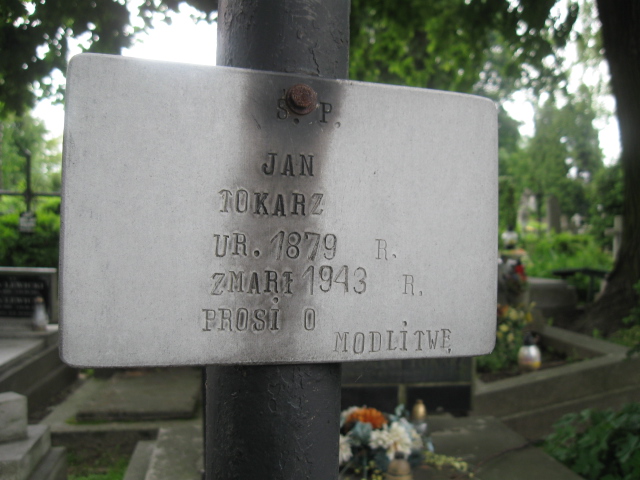 Ś. P.
JAN
TOKARZ
UR. 1879 R.
ZMARŁ 1943 R.
PROSI O
MODLITWĘ